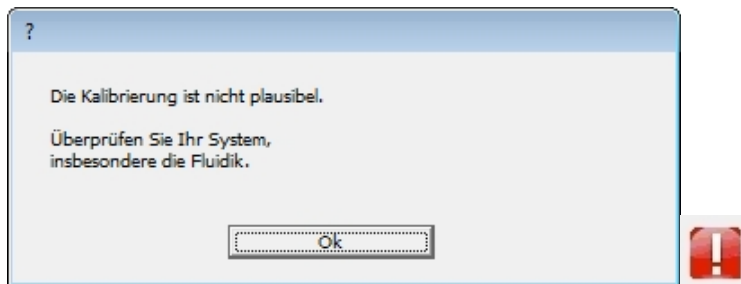 ?
Die Kalibrierung ist nicht plausibel.
Überprüfen Sie Ihr System,
insbesondere die Fluidik.
Ok
!